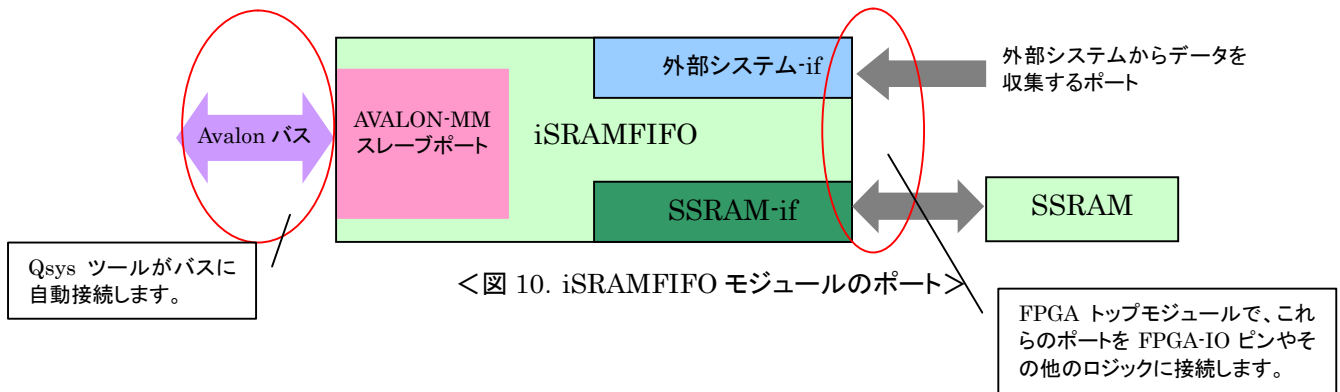 Avalon バス
AVALON-MM
スレーブポート
iSRAMFIFO
外部システム-if
SSRAM-if
外部システムからデータを
収集するポート
SSRAM
Qsys ツールがバスに
自動接続します。
<図 10. iSRAMFIFO モジュールのポート>
FPGA トップモジュールで、これ
らのポートを FPGA-IO ピンやそ
の他のロジックに接続します。